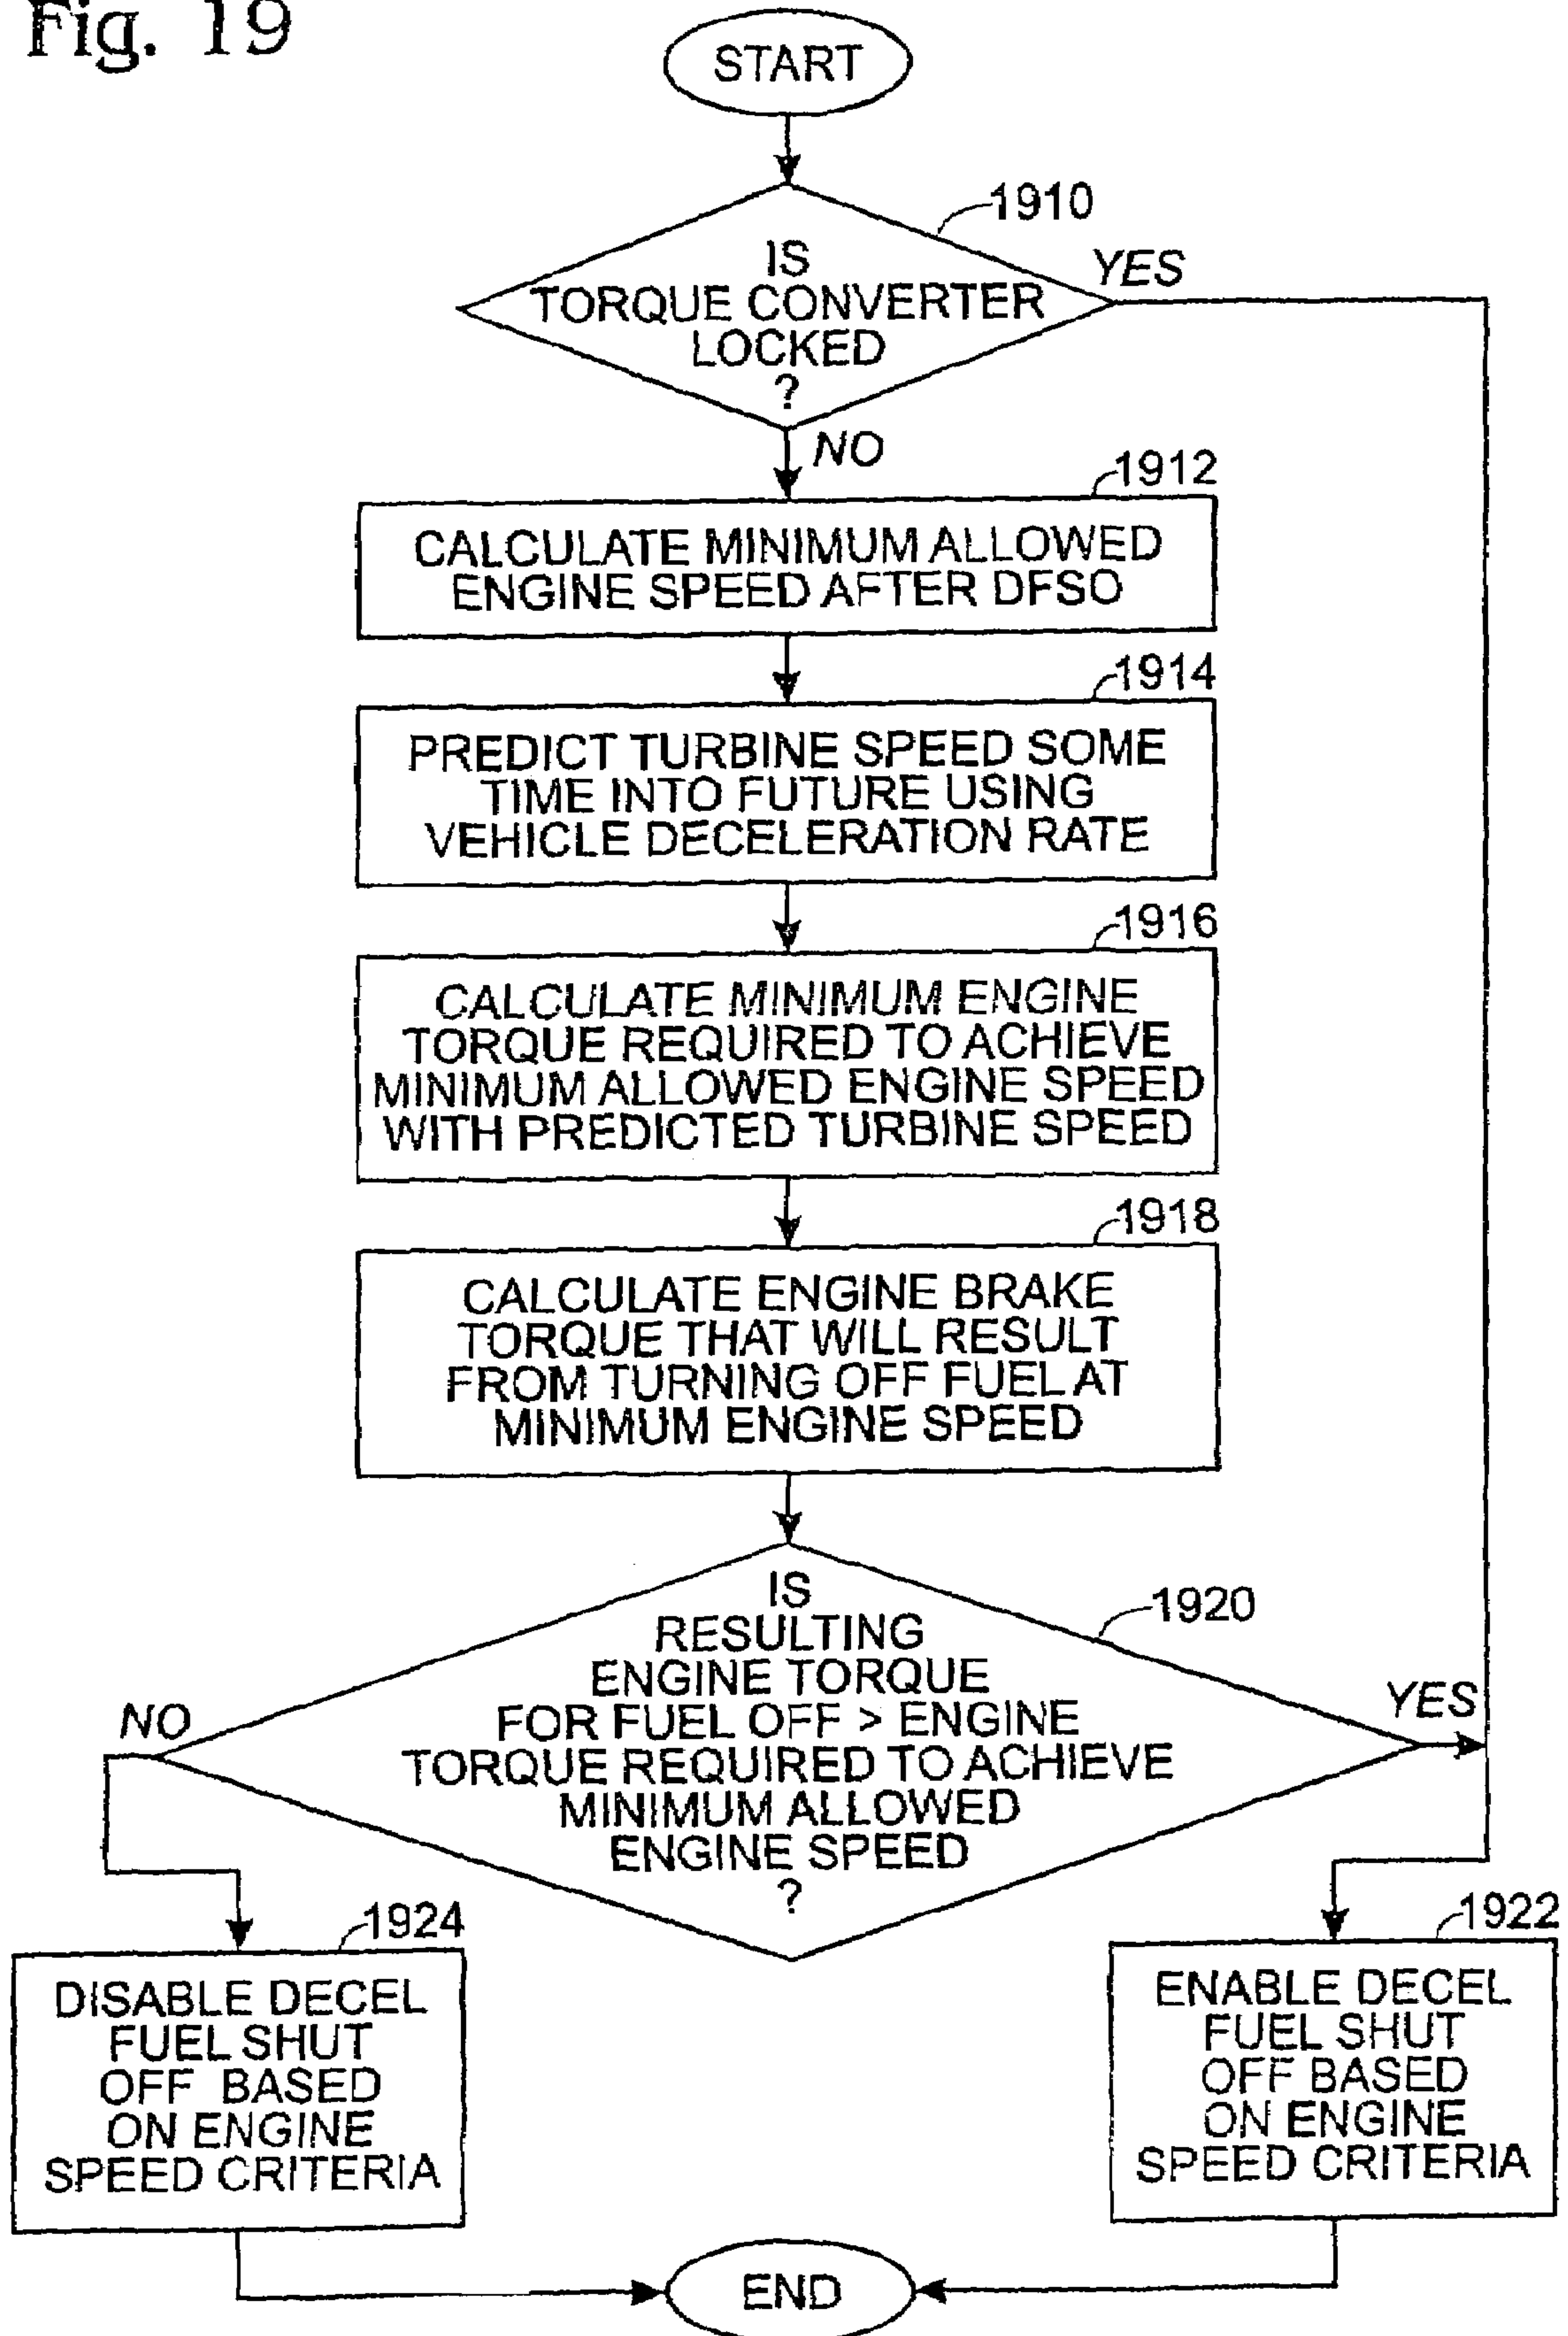 Fig. 19
START
1910
IS
TORQUE CONVERTER
LOCKED
?
YES
NO
1912
CALCULATE MINIMUM ALLOWED
ENGINE SPEED AFTER DFSO
1914
PREDICT TURBINE SPEED SOME
TIME INTO FUTURE USING
VEHICLE DECELERATION RATE
1916
CALCULATE MINIMUM ENGINE
TORQUE REQUIRED TO ACHIEVE
MINIMUM ALLOWED ENGINE SPEED
WITH PREDICTED TURBINE SPEED
1918
CALCULATE ENGINE BRAKE
TORQUE THAT WILL RESULT
FROM TURNING OFF FUEL AT
MINIMUM ENGINE SPEED
1920
IS
RESULTING
ENGINE TORQUE
FOR FUEL OFF > ENGINE
TORQUE REQUIRED TO ACHIEVE
MINIMUM ALLOWED
ENGINE SPEED
?
NO
YES
1924
DISABLE DECEL
FUEL SHUT
OFF BASED
ON ENGINE
SPEED CRITERIA
1922
ENABLE DECEL
FUEL SHUT
OFF BASED
ON ENGINE
SPEED CRITERIA
END